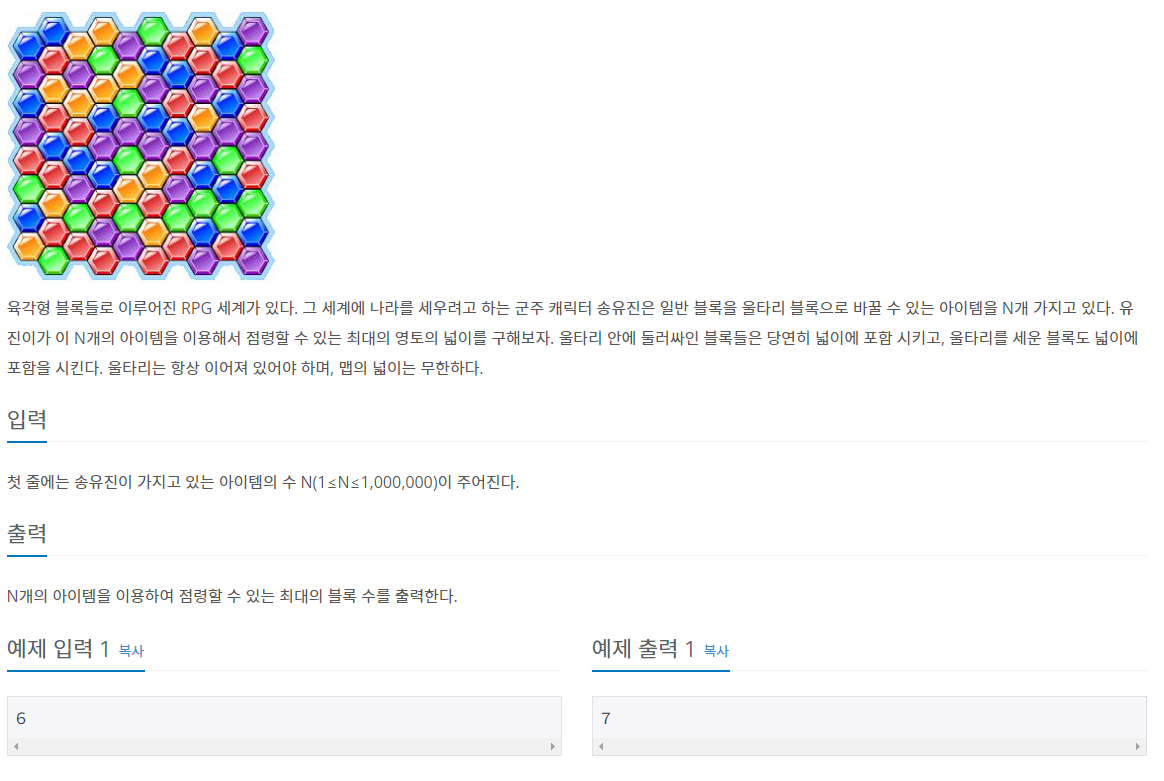 육각형 블록들로 이루어진 RPG 세계가 있다. 그 세계에 나라를 세우려고 하는 군주 캐릭터 송유진은 일반 블록을 울타리 블록으로 바꿀 수 있는 아이템을 N개 가지고 있다. 유
진이가 이 N개의 아이템을 이용해서 점령할 수 있는 최대의 영토의 넓이를 구해보자. 울타리 안에 둘러싸인 블록들은 당연히 넓이에 포함 시키고, 울타리를 세운 블록도 넓이에
포함을 시킨다. 울타리는 항상 이어져 있어야 하며, 맵의 넓이는 무한하다.
입력
첫 줄에는 송유진이 가지고 있는 아이템의 수 N(1≤N≤1,000,000)이 주어진다.
출력
N개의 아이템을 이용하여 점령할 수 있는 최대의 블록 수를 출력한다.
예제 입력 1 복사
6
예제 출력 1 복사
7